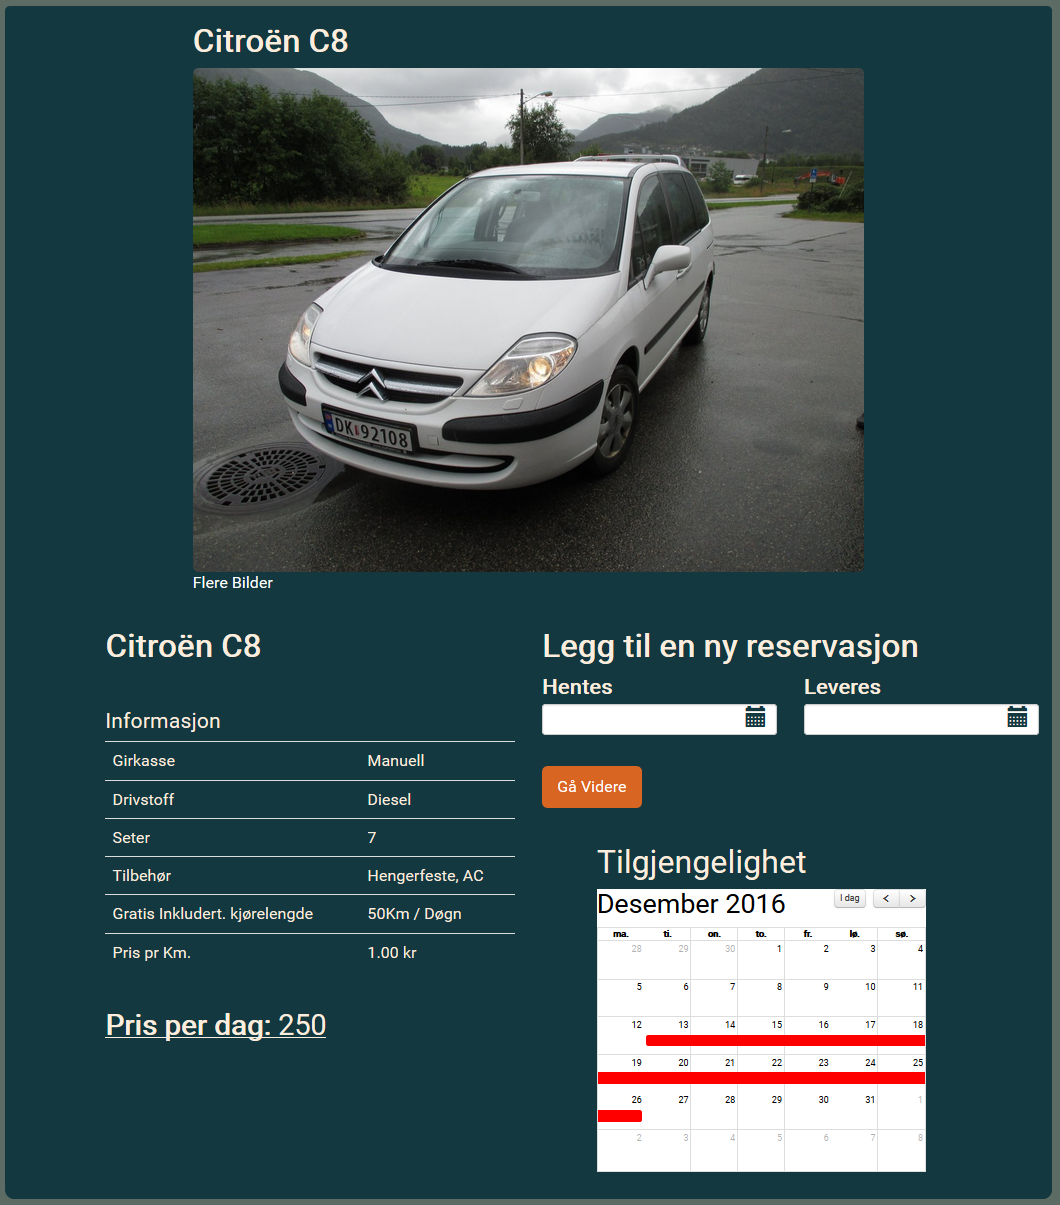 Citroën C8
DK 92108
Flere Bilder
Citroën C8
Informasjon
Girkasse Manuell
Drivstoff Diesel
Seter 7
Tilbehør Hengerfeste, AC
Gratis Inkludert. kjørelengde 50Km / Døgn
Pris pr Km. 1.00 kr
Pris per dag: 250
Legg til en ny reservasjon
Hentes Leveres
Gå Videre
Tilgjengelighet
Desember 2016 I dag < >
ma. ti. on. to. fr. lø. sø.
28 29 30 1 2 3 4
5 6 7 8 9 10 11
12 13 14 15 16 17 18
19 20 21 22 23 24 25
26 27 28 29 30 31 1
2 3 4 5 6 7 8